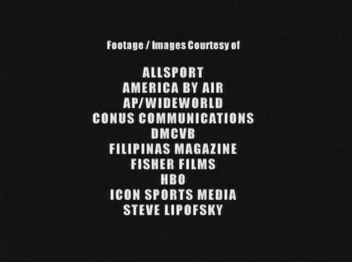 Footage / Images Courtesy of
ALLSPORT
AMERICA BY AIR
AP/WIDEWORLD
CONUS COMMUNICATIONS
DMCVB
FILIPINAS MAGAZINE
FISHER FILMS
HBO
ICON SPORTS MEDIA
STEVE LIPOFSKY